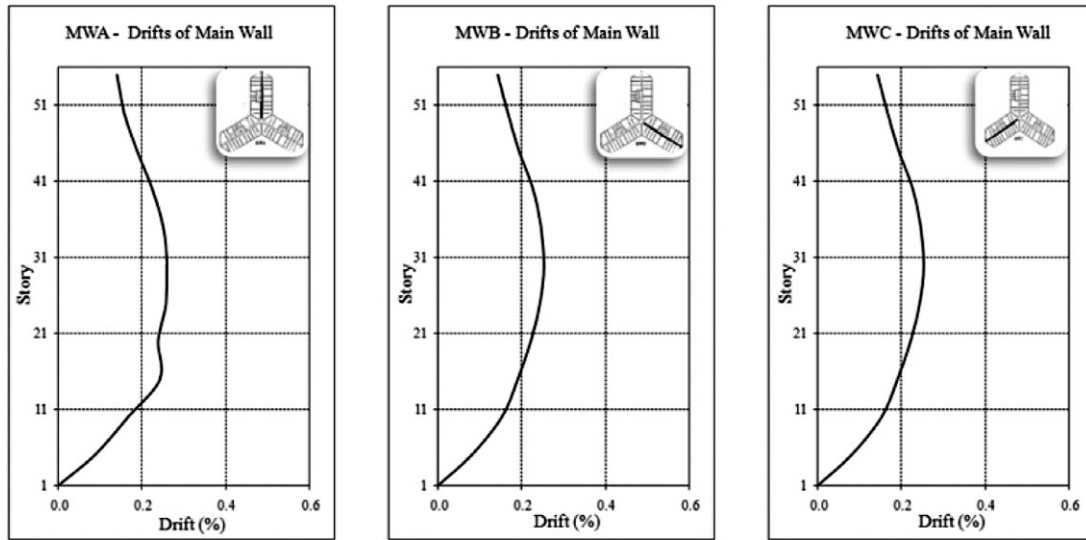 MWA - Drifts of Main Wall
51
41
31
21
11
1
Story
0.0 0.2 0.4 0.6
Drift (%)
MWB - Drifts of Main Wall
51
41
31
21
11
1
Story
0.0 0.2 0.4 0.6
Drift (%)
MWC - Drifts of Main Wall
51
41
31
21
11
1
Story
0.0 0.2 0.4 0.6
Drift (%)